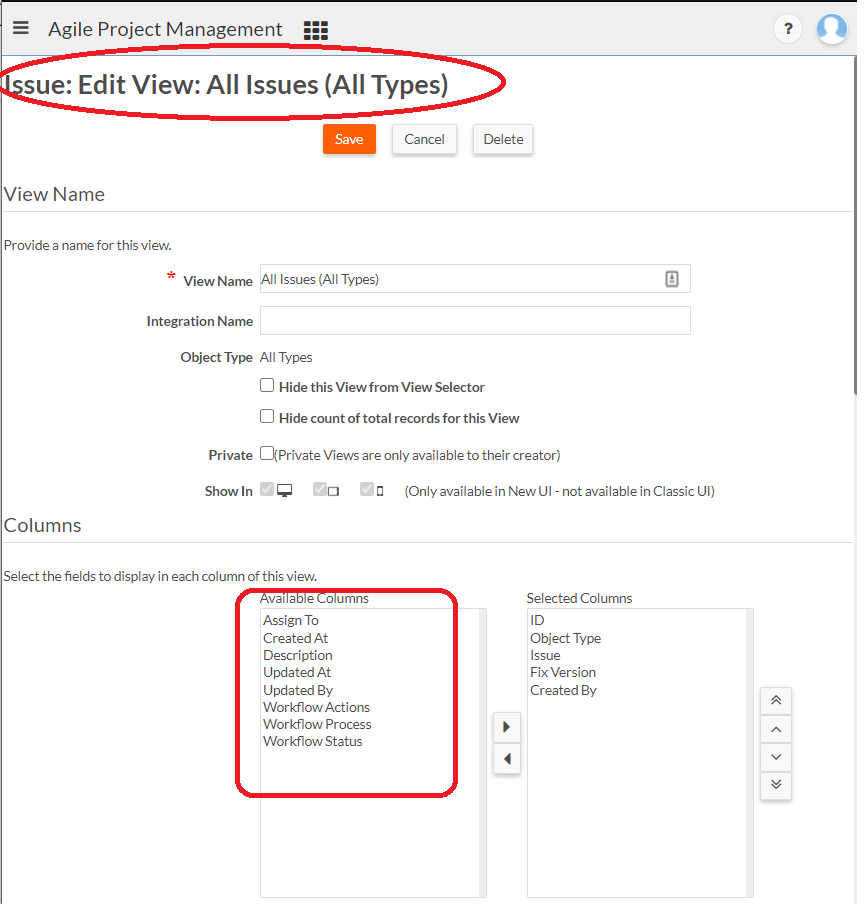 Agile Project Management
?
Issue: Edit View: All Issues (All Types)
Save Cancel Delete
View Name
Provide a name for this view.
* View Name All Issues (All Types)
Integration Name
Object Type All Types
Hide this View from View Selector
Hide count of total records for this View
Private (Private Views are only available to their creator)
Show In (Only available in New UI - not available in Classic UI)
Columns
Select the fields to display in each column of this view.
Available Columns
Assign To
Created At
Description
Updated At
Updated By
Workflow Actions
Workflow Process
Workflow Status
Selected Columns
ID
Object Type
Issue
Fix Version
Created By